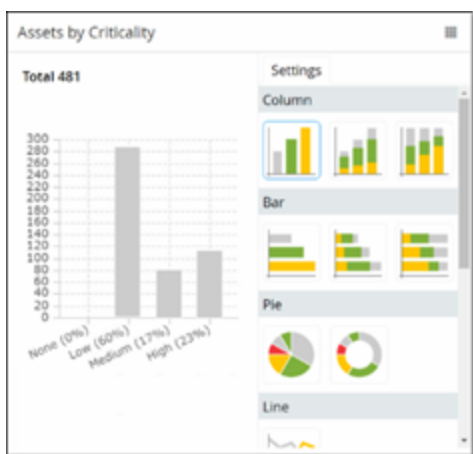 Assets by Criticality
Total 481
300
280
260
240
220
200
180
160
140
120
100
80
60
40
20
0
None (0%)
Low (60%)
Medium (17%)
High (23%)
Settings
Column
Bar
Pie
Line